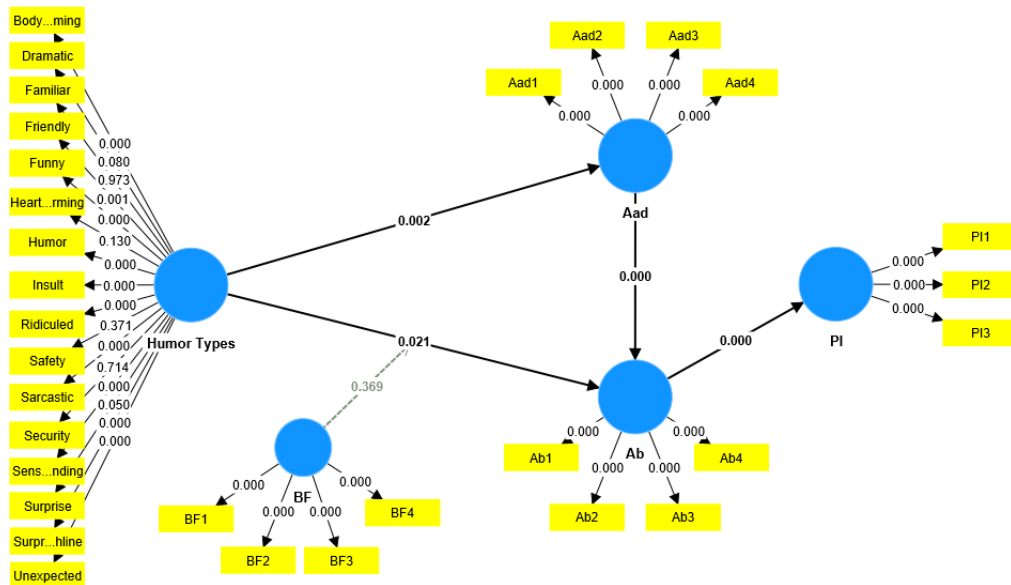 Body...ming
Dramatic
Familiar
Friendly
Funny
Heart...rming
Humor
Insult
Ridiculed
Safety
Sarcastic
Security
Sens...nding
Surprise
Surpr...hline
Unexpected
0.000
0.080
0.973
0.001
0.000
0.130
0.000
0.000
0.000
0.371
0.000
0.714
0.000
0.050
0.000
0.000
Humor Types
0.002
0.021
0.369
Aad1
Aad2
Aad3
Aad4
0.000
0.000
0.000
0.000
Aad
0.000
BF
0.000
0.000
0.000
0.000
BF1
BF2
BF3
BF4
Ab
0.000
0.000
0.000
0.000
Ab1
Ab2
Ab3
Ab4
0.000
PI
0.000
0.000
0.000
PI1
PI2
PI3